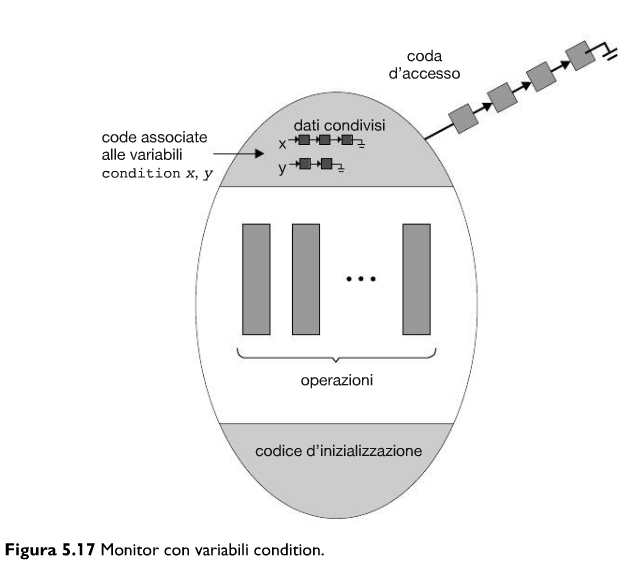 coda
d'accesso
code associate
alle variabili
condition x, y
dati condivisi
x
y
operazioni
codice d'inizializzazione
Figura 5.17 Monitor con variabili condition.